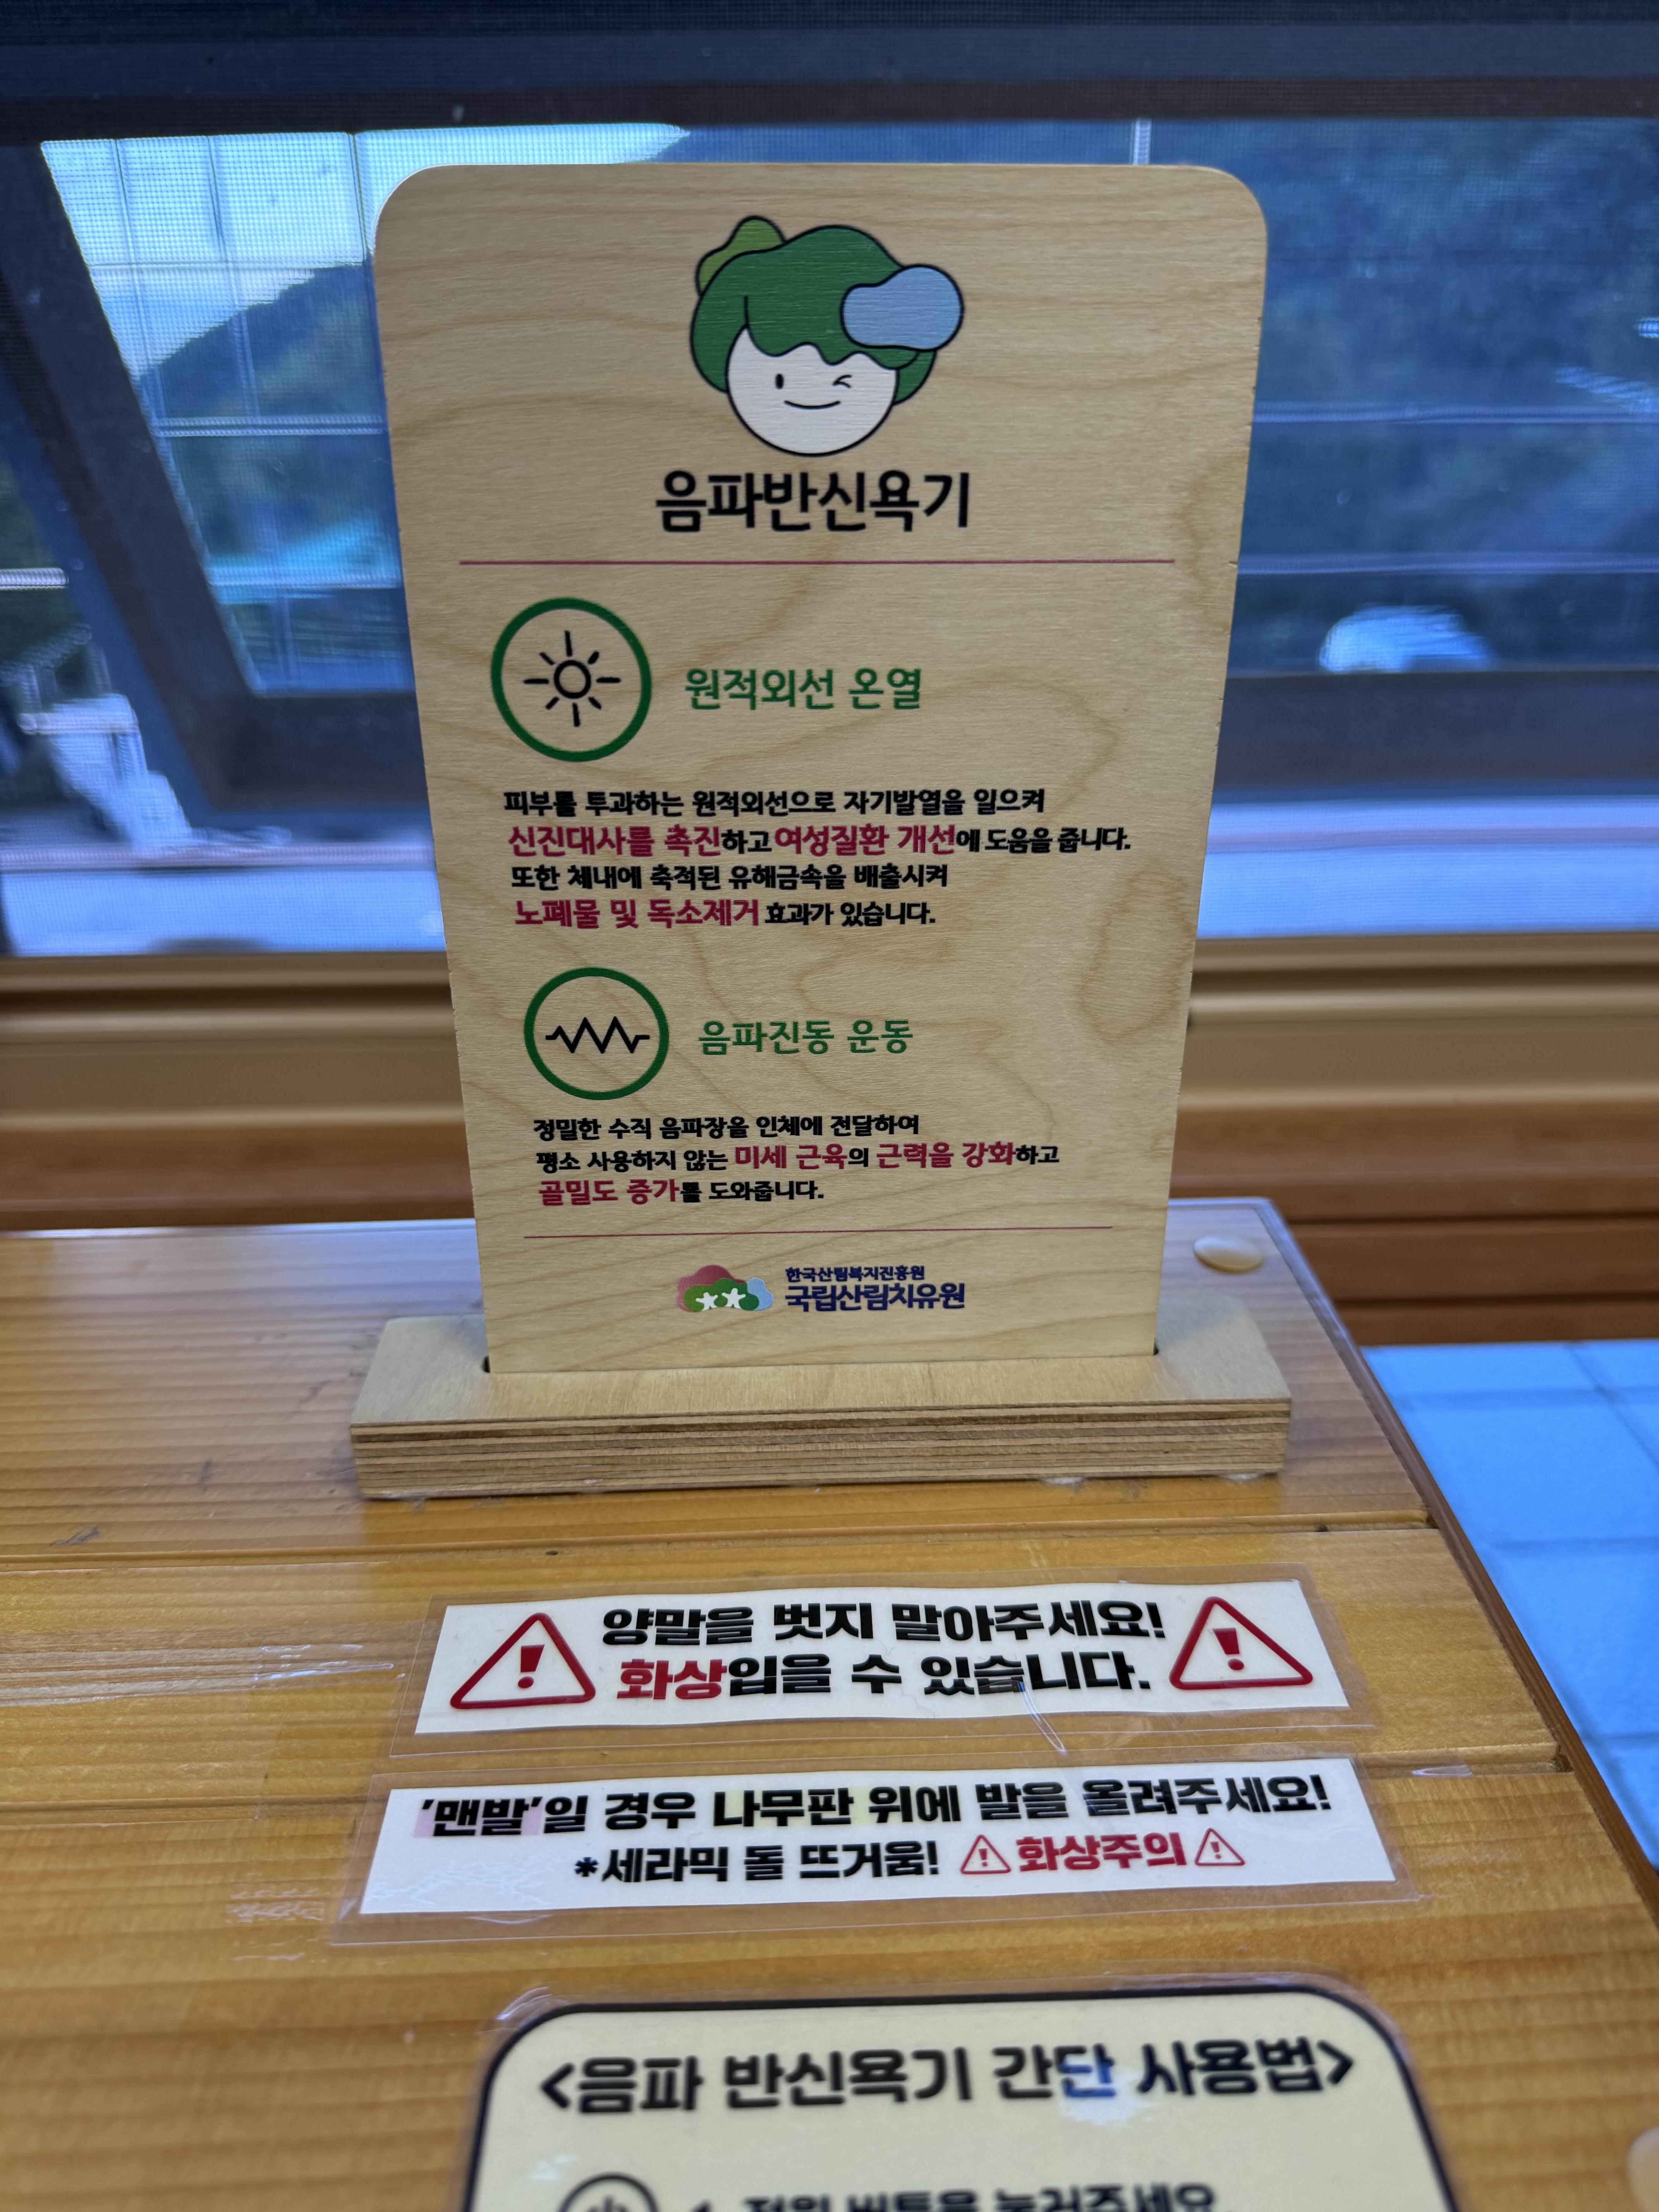 음파반신욕기
원적외선 온열
피부를 투과하는 원적외선으로 자기발열을 일으켜
신진대사를 촉진하고 여성질환 개선에 도움을 줍니다.
또한 체내에 축적된 유해금속을 배출시켜
노폐물 및 독소제거 효과가 있습니다.
음파진동 운동
정밀한 수직 음파장을 인체에 전달하여
평소 사용하지 않는 미세 근육의 근력을 강화하고
골밀도 증가를 도와줍니다.
한국산림복지진흥원
국립산림치유원
양말을 벗지 말아주세요!
화상입을 수 있습니다.
'맨발'일 경우 나무판 위에 발을 올려주세요!
*세라믹 돌 뜨거움! 화상주의
<음파 반신욕기 간단 사용법>
1. 전원 버튼을 눌러주세요.